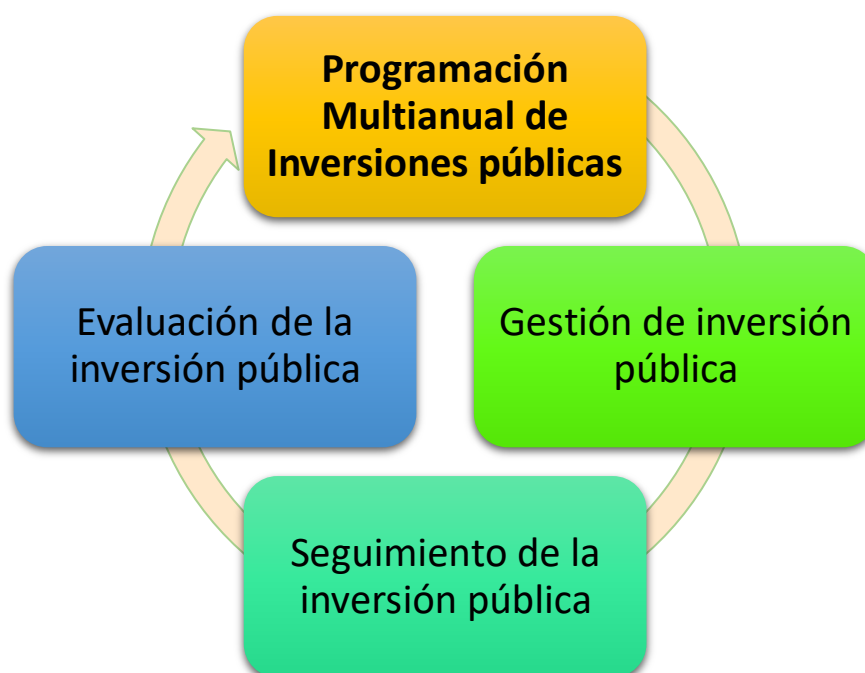 Programación
Multianual de
Inversiones públicas
Gestión de inversión
pública
Seguimiento de la
inversión pública
Evaluación de la
inversión pública